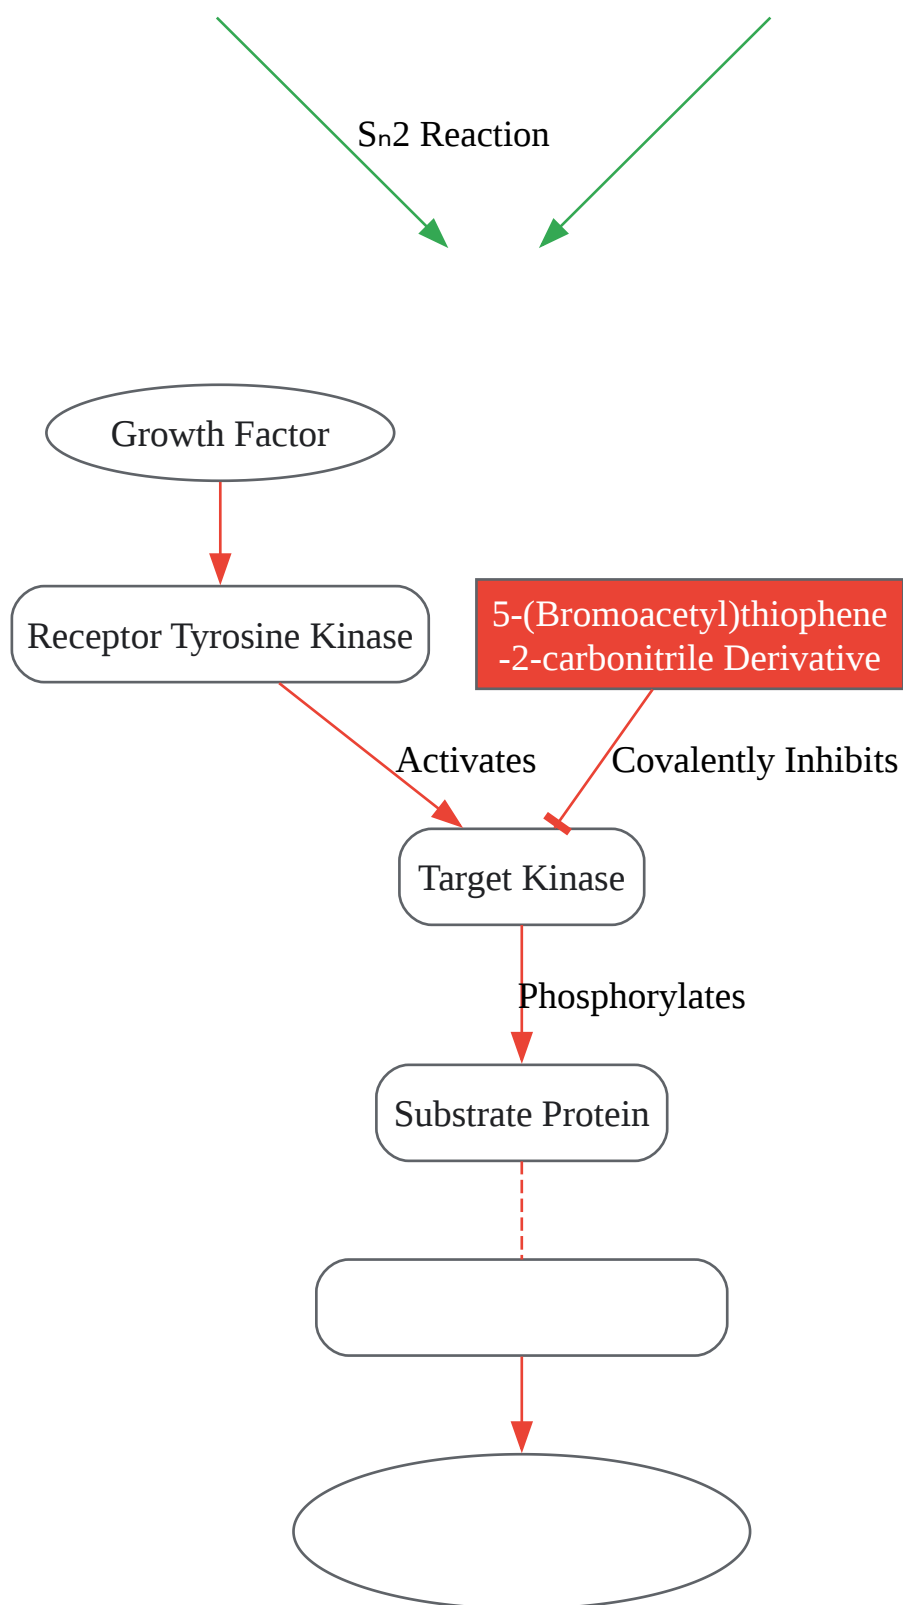 Sₙ2 Reaction
Growth Factor
Receptor Tyrosine Kinase
5-(Bromoacetyl)thiophene
-2-carbonitrile Derivative
Activates
Covalently Inhibits
Target Kinase
Phosphorylates
Substrate Protein